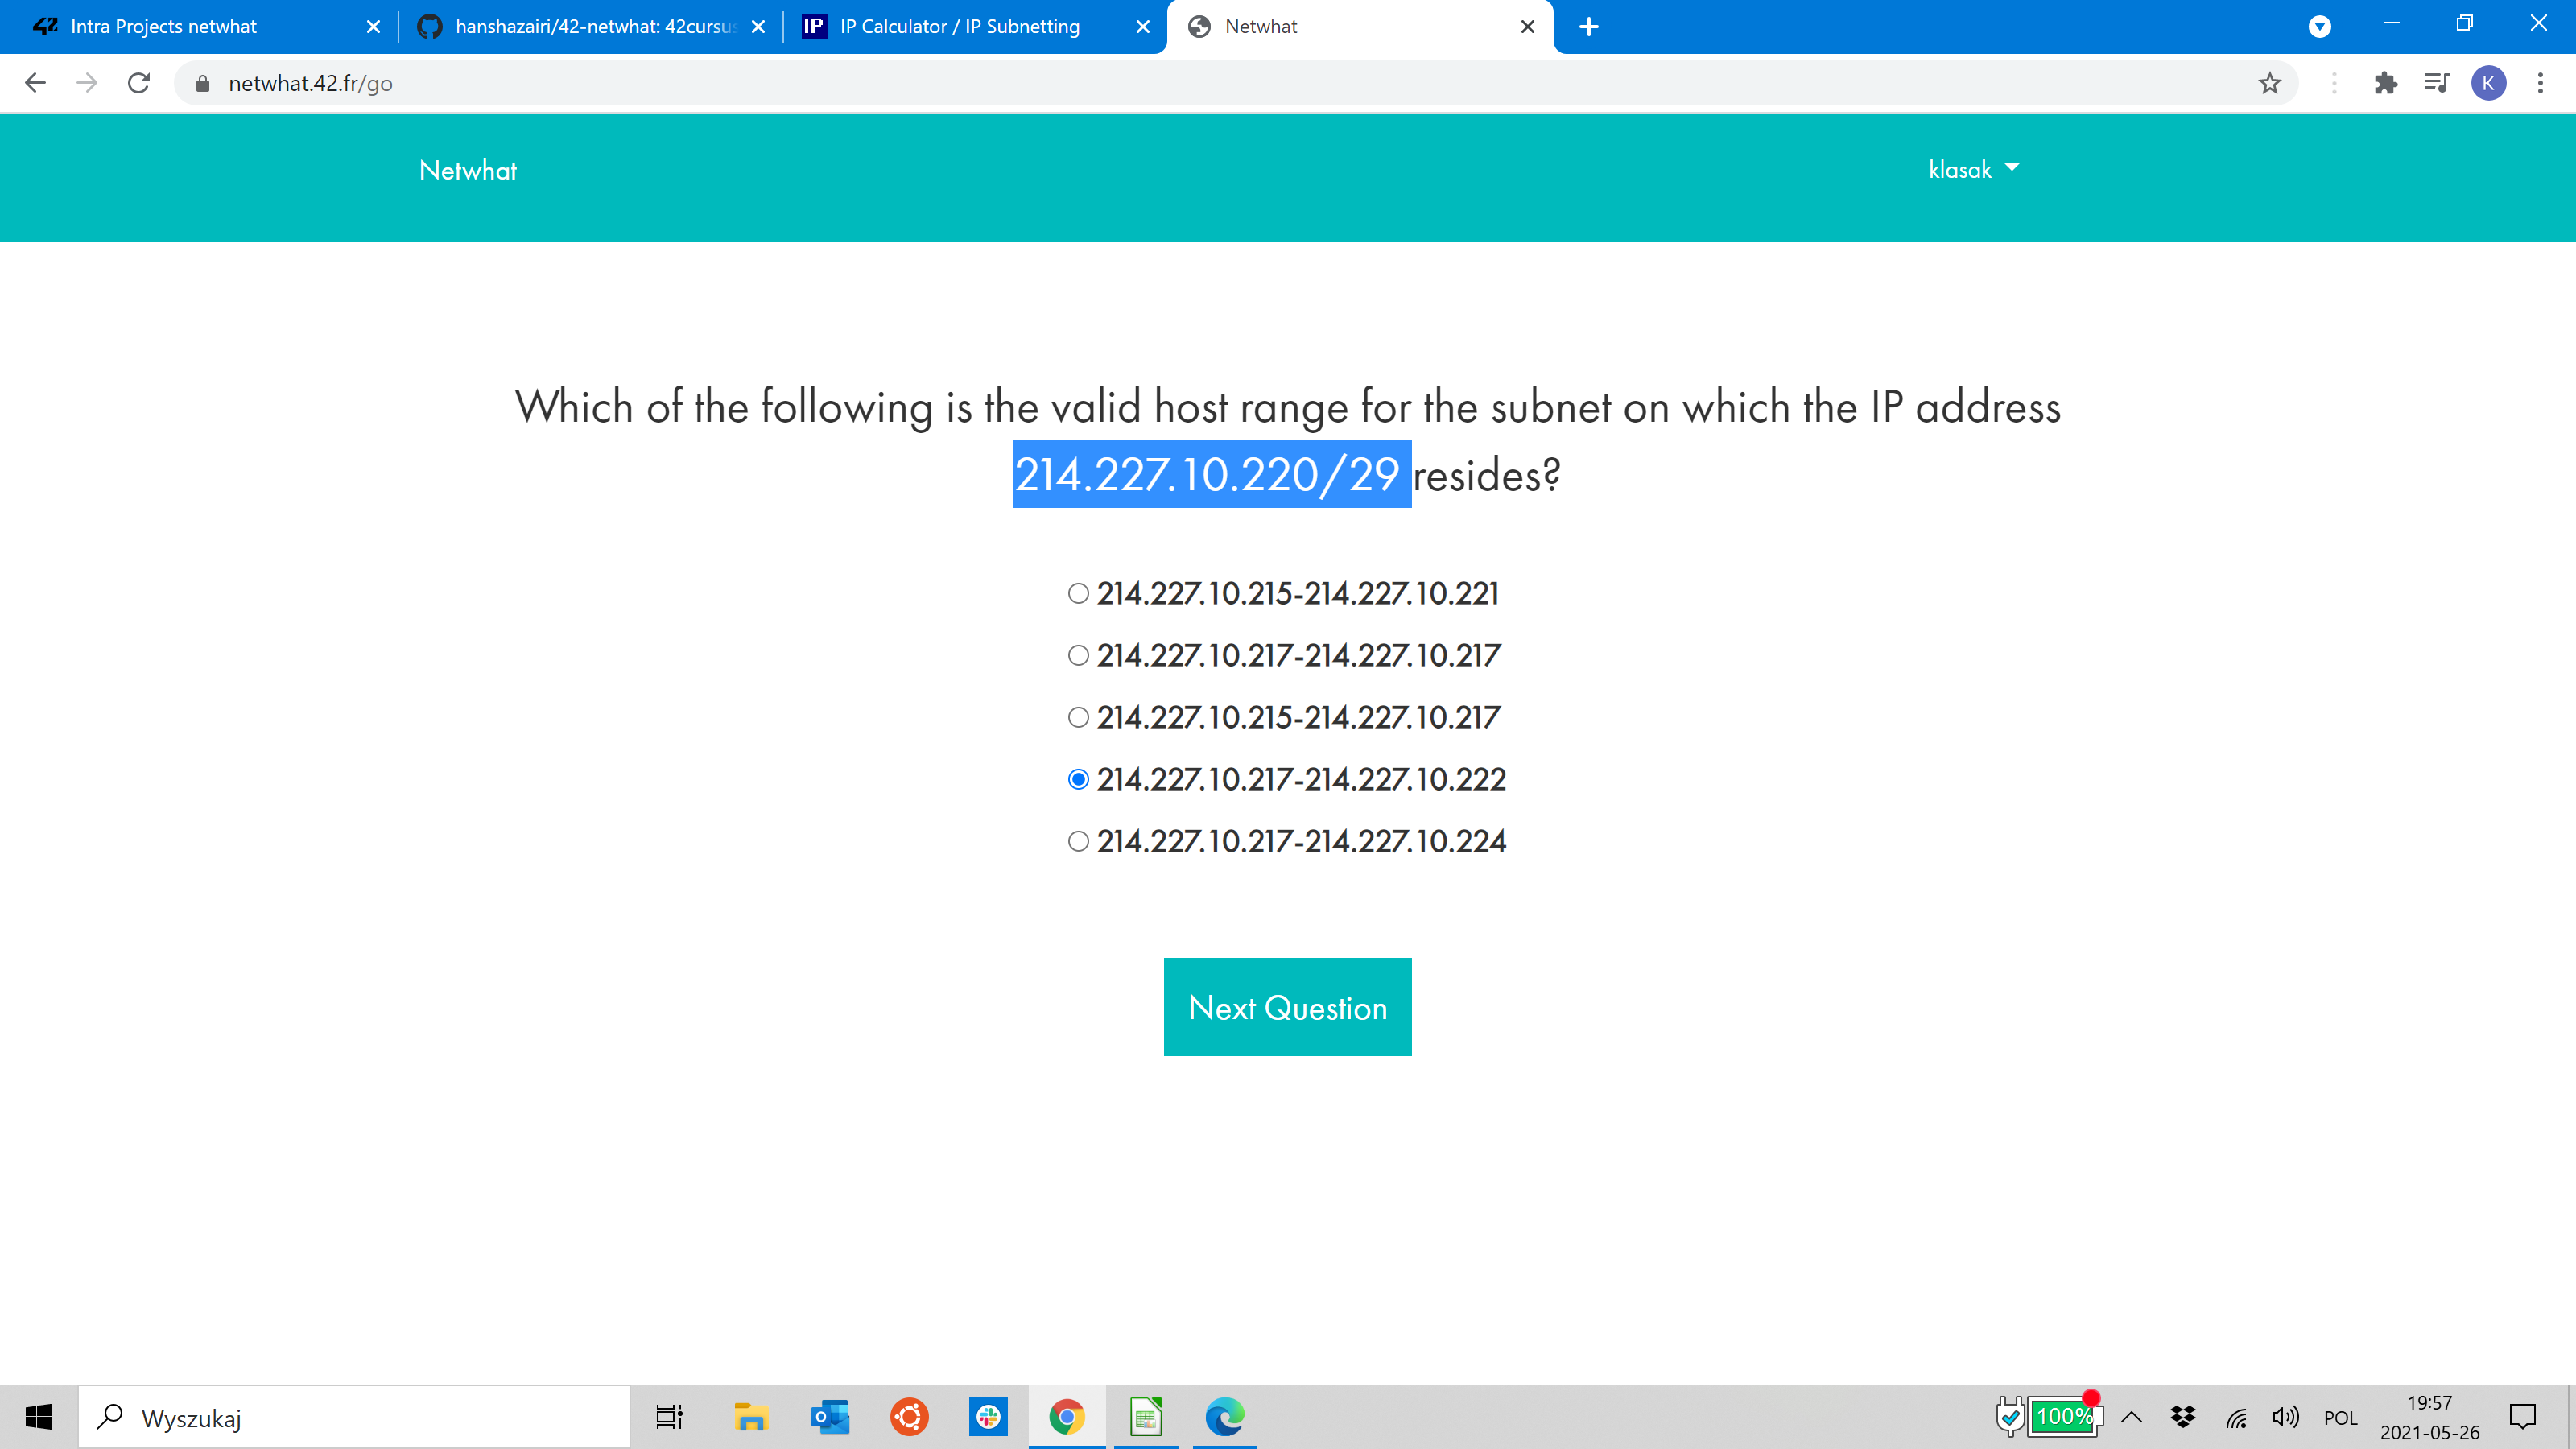 42 Intra Projects netwhat
hanshazairi/42-netwhat: 42cursus
IP IP Calculator / IP Subnetting
Netwhat
netwhat.42.fr/go
K
Netwhat
klasak
Which of the following is the valid host range for the subnet on which the IP address
214.227.10.220/29 resides?
214.227.10.215-214.227.10.221
214.227.10.217-214.227.10.217
214.227.10.215-214.227.10.217
214.227.10.217-214.227.10.222
214.227.10.217-214.227.10.224
Next Question
Wyszukaj
100%
POL
19:57
2021-05-26